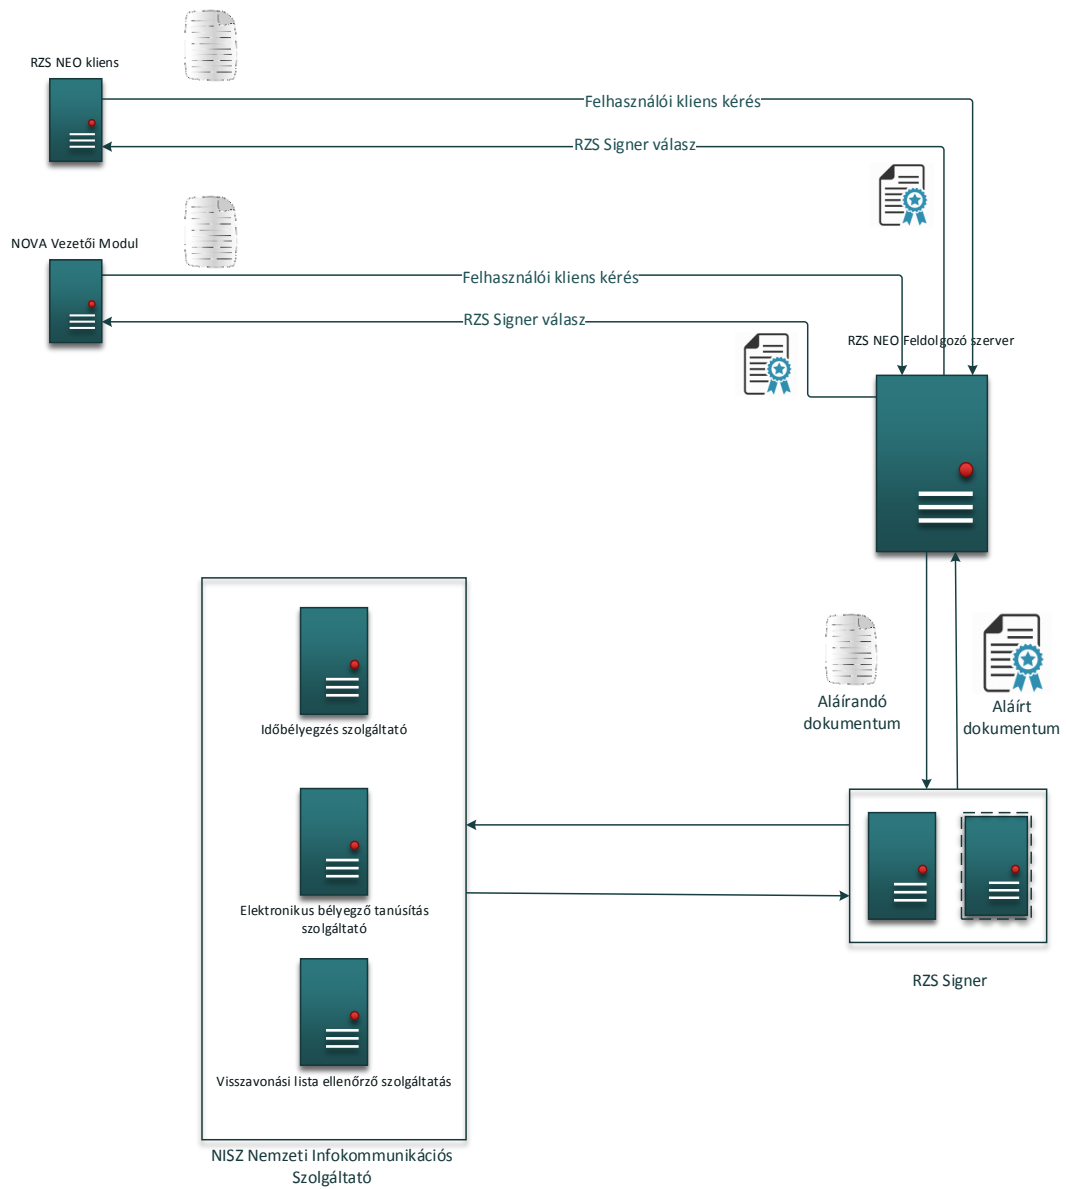 RZS NEO kliens
Felhasználói kliens kérés
RZS Signer válasz
NOVA Vezetői Modul
Felhasználói kliens kérés
RZS Signer válasz
RZS NEO Feldolgozó szerver
Aláírandó
dokumentum
Aláírt
dokumentum
Időbélyegzés szolgáltató
Elektronikus bélyegző tanúsítás
szolgáltató
RZS Signer
Visszavonási lista ellenőrző szolgáltatás
NISZ Nemzeti Infokommunikációs
Szolgáltató